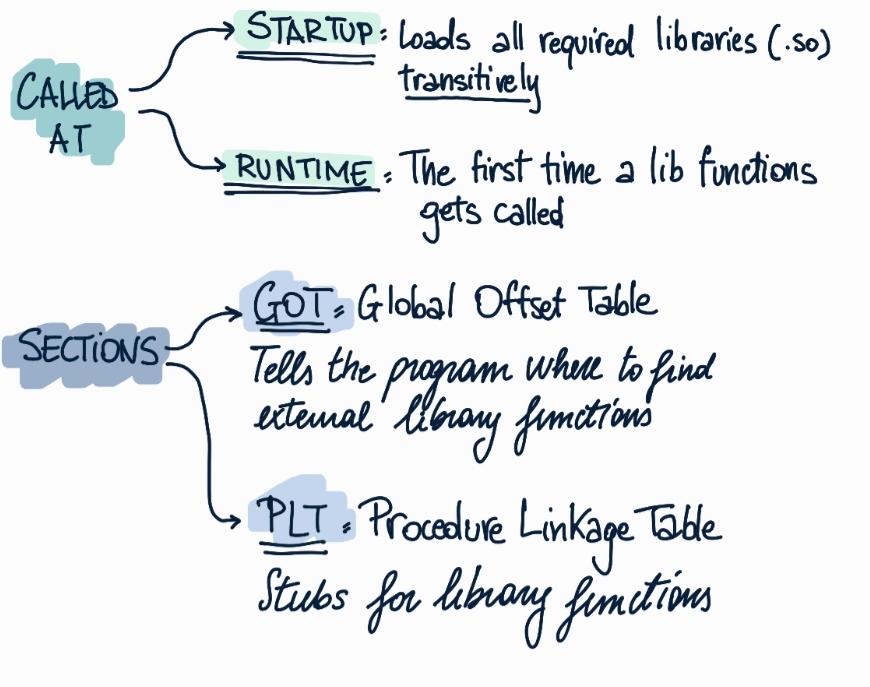 CALLED
AT
STARTUP: Loads all required libraries (.so)
transitively
RUNTIME: The first time a lib functions
gets called
SECTIONS
GOT: Global Offset Table
Tells the program where to find
external library functions
PLT: Procedure Linkage Table
Stubs for library functions